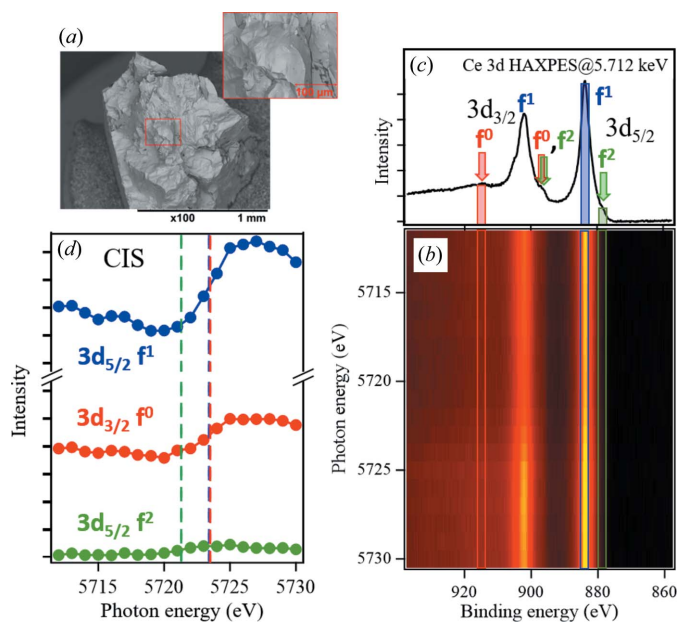 (a)
100 μm
x100 1 mm
(c)
Ce 3d HAXPES@5.712 keV
3d3/2
f1
f0
f0, f2
f1
3d5/2
f2
Intensity
(d)
CIS
3d5/2 f1
3d3/2 f0
3d5/2 f2
Intensity
5715 5720 5725 5730
Photon energy (eV)
(b)
5715
5720
5725
5730
Photon energy (eV)
920 900 880 860
Binding energy (eV)